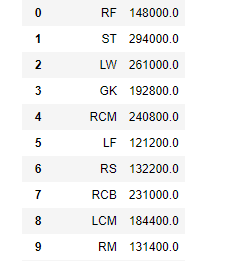 0 RF 148000.0
1 ST 294000.0
2 LW 261000.0
3 GK 192800.0
4 RCM 240800.0
5 LF 121200.0
6 RS 132200.0
7 RCB 231000.0
8 LCM 184400.0
9 RM 131400.0